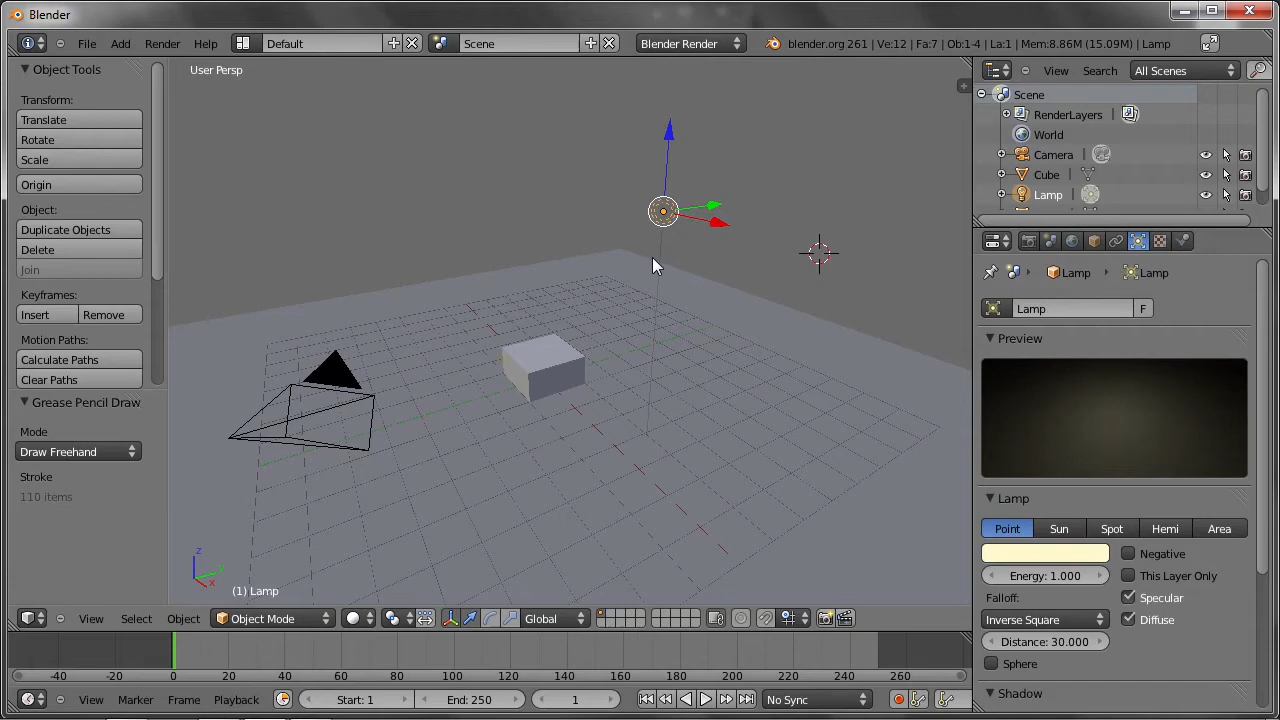 Blender
File Add Render Help Default Scene Blender Render blender.org 261 | Ve:12 | Fa:7 | Ob:1-4 | La:1 | Mem:8.86M (15.09M) | Lamp
Object Tools
Transform:
Translate
Rotate
Scale
Origin
Object:
Duplicate Objects
Delete
Join
Keyframes:
Insert Remove
Motion Paths:
Calculate Paths
Clear Paths
Grease Pencil Draw
Mode
Draw Freehand
Stroke
110 items
User Persp
z
y
x
(1) Lamp
View Select Object Object Mode Global
-40 -20 0 20 40 60 80 100 120 140 160 180 200 220 240 260
View Marker Frame Playback Start: 1 End: 250 1 No Sync
View Search All Scenes
Scene
RenderLayers
World
Camera
Cube
Lamp
Lamp Lamp
Lamp F
Preview
Lamp
Point Sun Spot Hemi Area
Negative
Energy: 1.000 This Layer Only
Falloff: Specular
Inverse Square Diffuse
Distance: 30.000
Sphere
Shadow